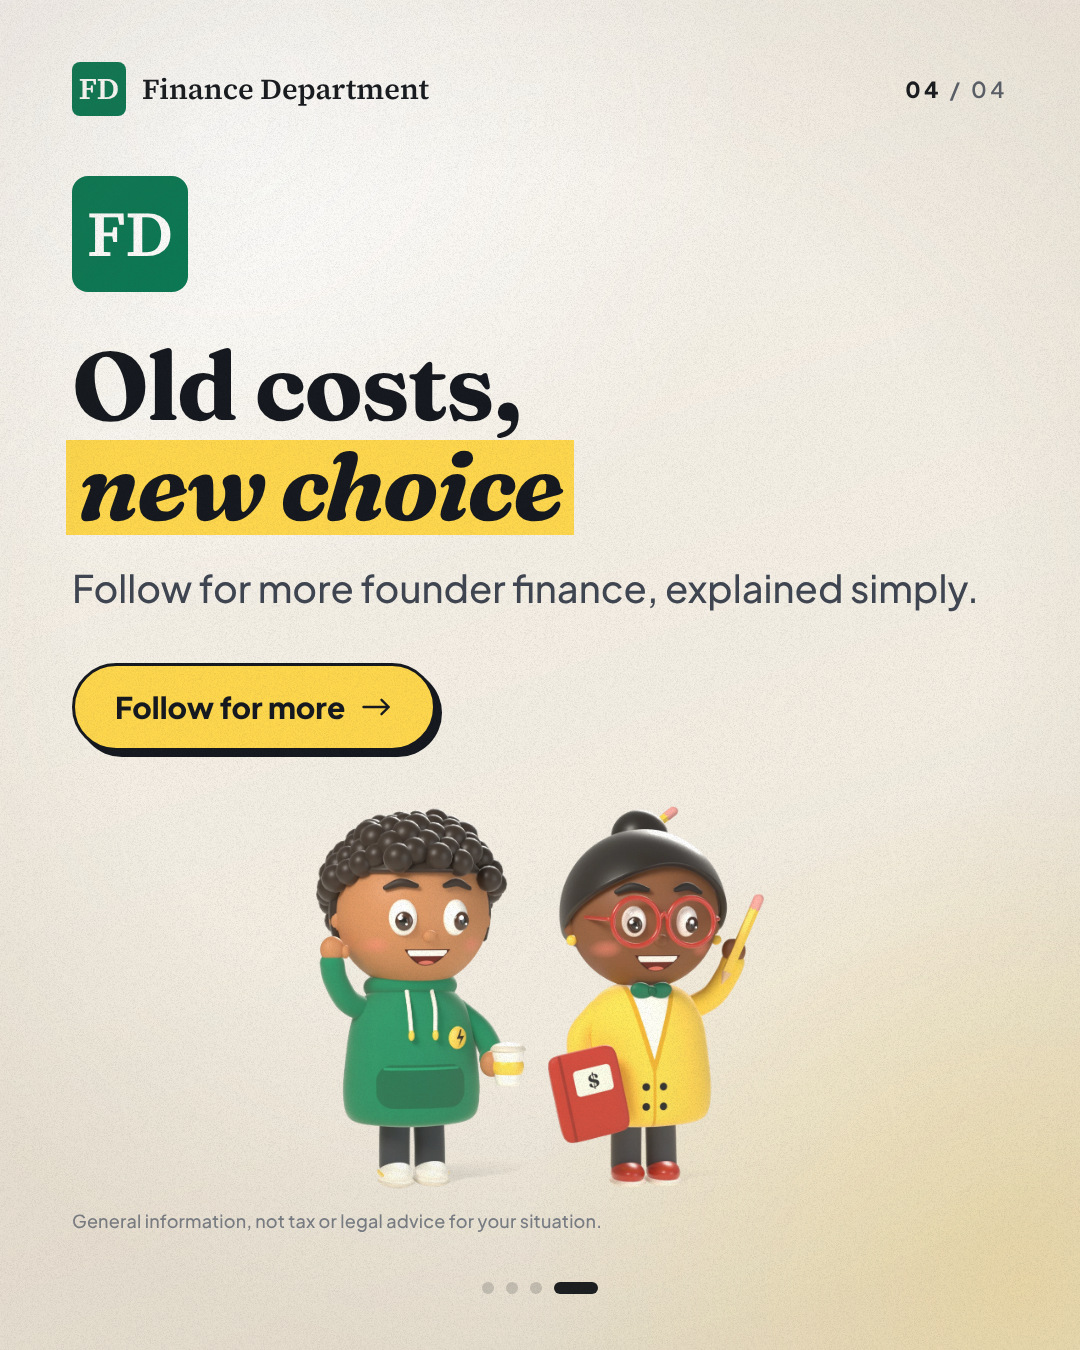 FD Finance Department
04 / 04
FD
Old costs,
new choice
Follow for more founder finance, explained simply.
Follow for more →
$
General information, not tax or legal advice for your situation.